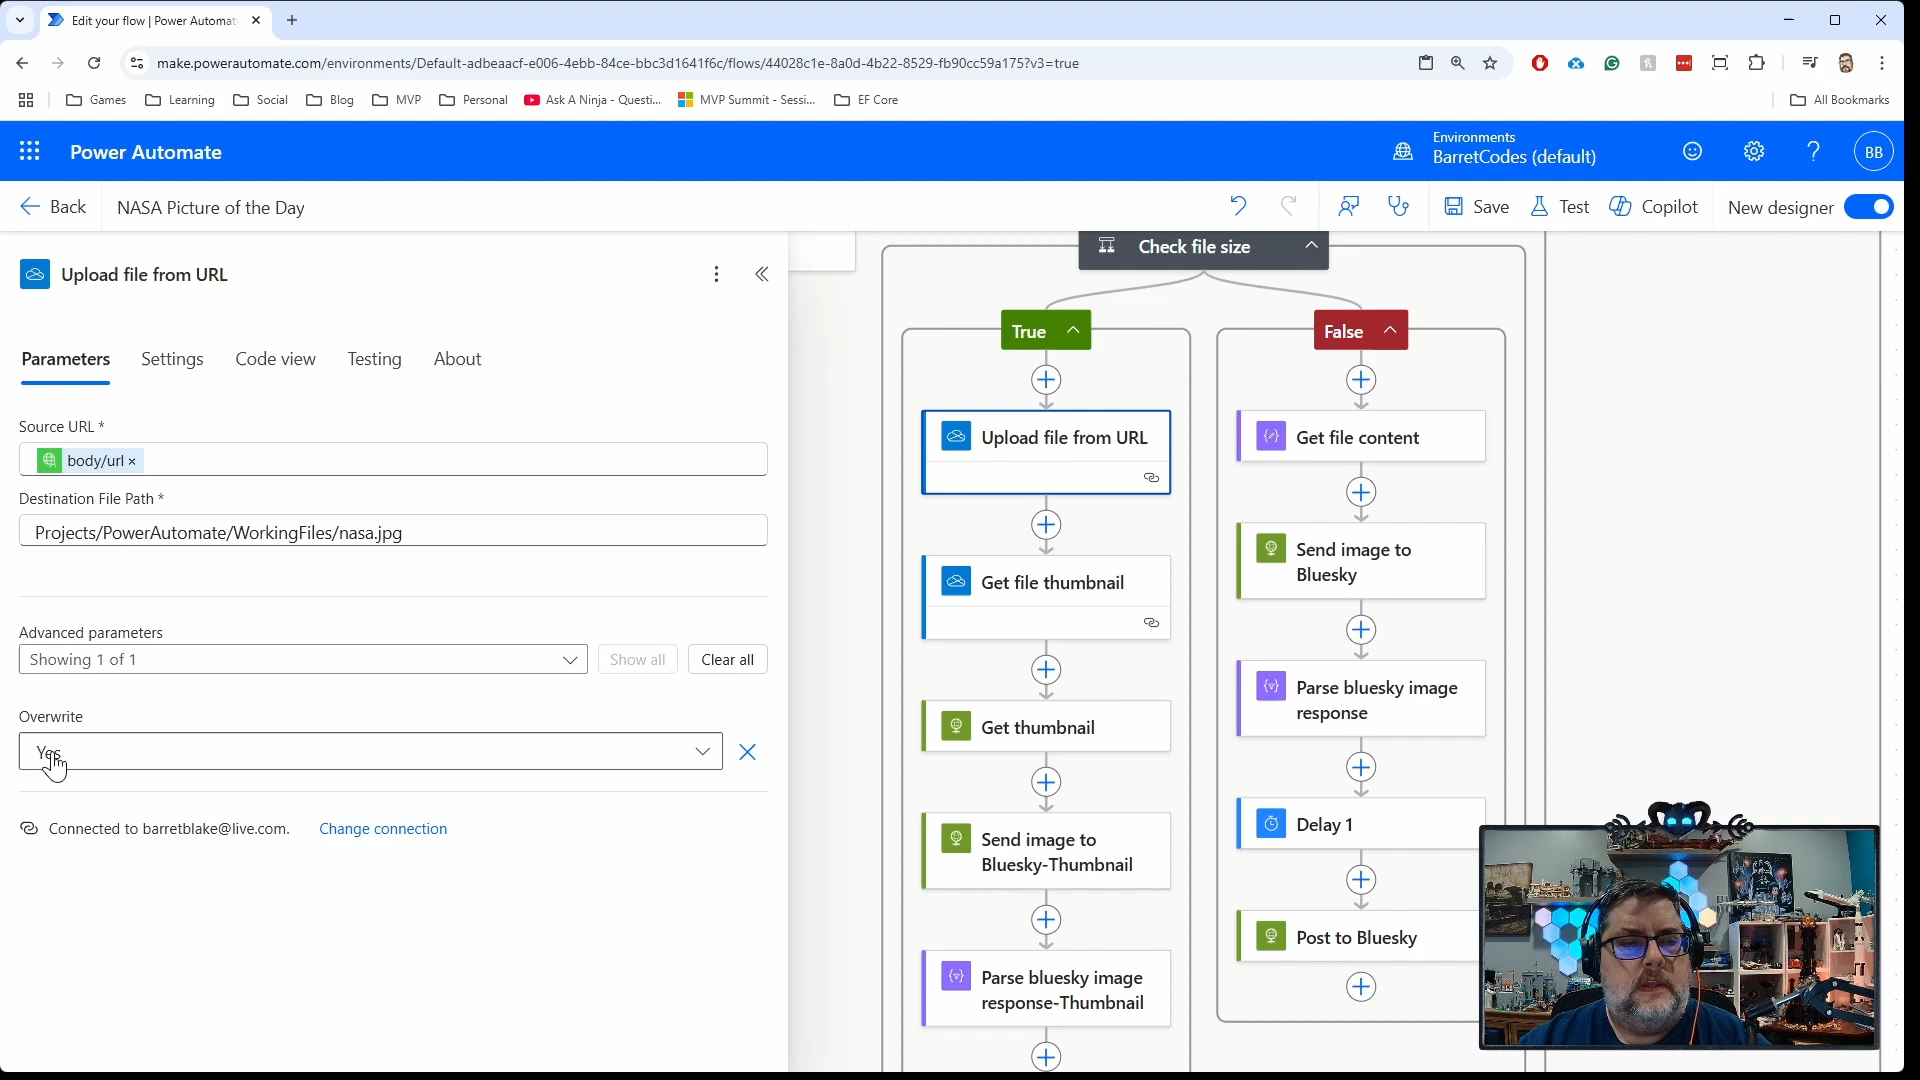 Edit your flow | Power Automat
make.powerautomate.com/environments/Default-adbeaacf-e006-4ebb-84ce-bbc3d1641f6c/flows/44028c1e-8a0d-4b22-8529-fb90cc59a175?v3=true
Games
Learning
Social
Blog
MVP
Personal
Ask A Ninja - Questi...
MVP Summit - Sessi...
EF Core
All Bookmarks
Power Automate
Environments
BarretCodes (default)
BB
Back
NASA Picture of the Day
Save
Test
Copilot
New designer
Upload file from URL
Parameters
Settings
Code view
Testing
About
Source URL *
body/url ×
Destination File Path *
Projects/PowerAutomate/WorkingFiles/nasa.jpg
Advanced parameters
Showing 1 of 1
Show all
Clear all
Overwrite
Yes
Connected to barretblake@live.com.
Change connection
Check file size
True
Upload file from URL
Get file thumbnail
Get thumbnail
Send image to
Bluesky-Thumbnail
Parse bluesky image
response-Thumbnail
False
Get file content
Send image to
Bluesky
Parse bluesky image
response
Delay 1
Post to Bluesky